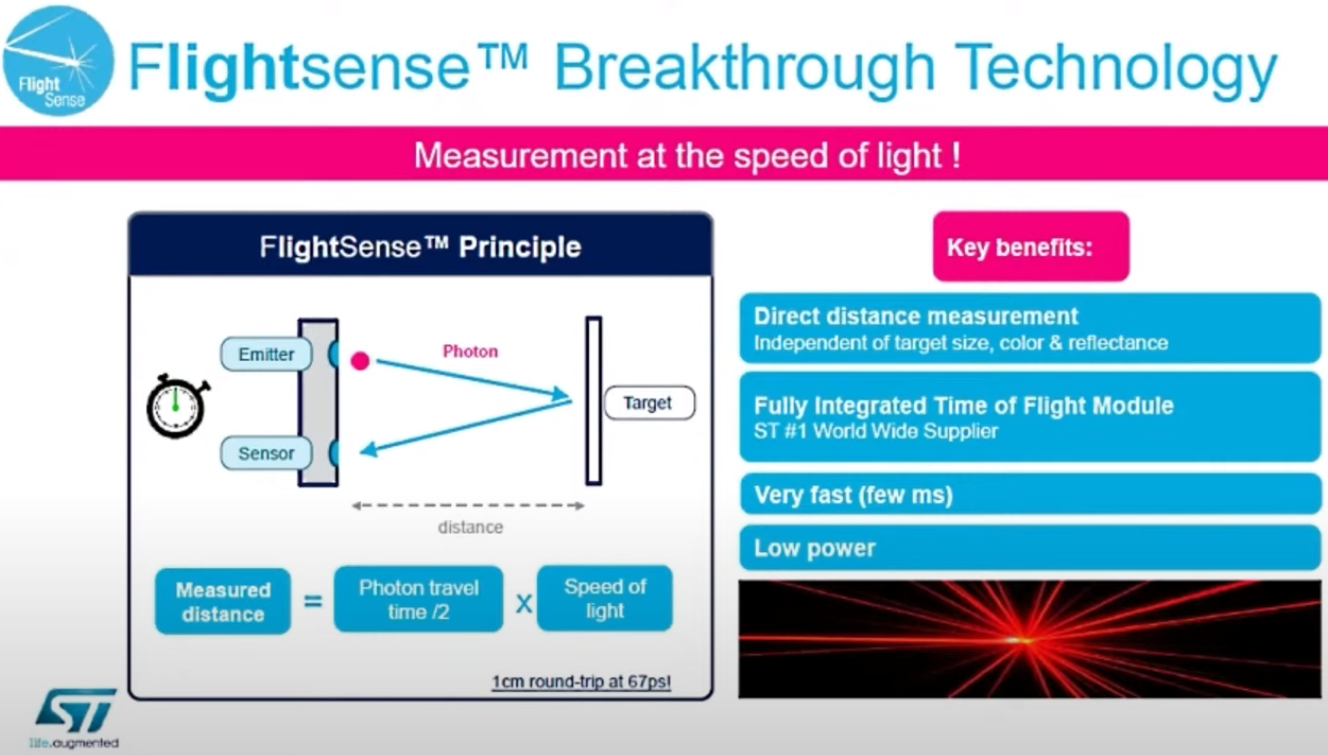 Flight
Sense
Flightsense™ Breakthrough Technology
Measurement at the speed of light !
FlightSense™ Principle
Emitter
Photon
Target
Sensor
distance
Measured
distance
=
Photon travel
time /2
x
Speed of
light
1cm round-trip at 67ps!
Key benefits:
Direct distance measurement
Independent of target size, color & reflectance
Fully Integrated Time of Flight Module
ST #1 World Wide Supplier
Very fast (few ms)
Low power
ST
life.augmented